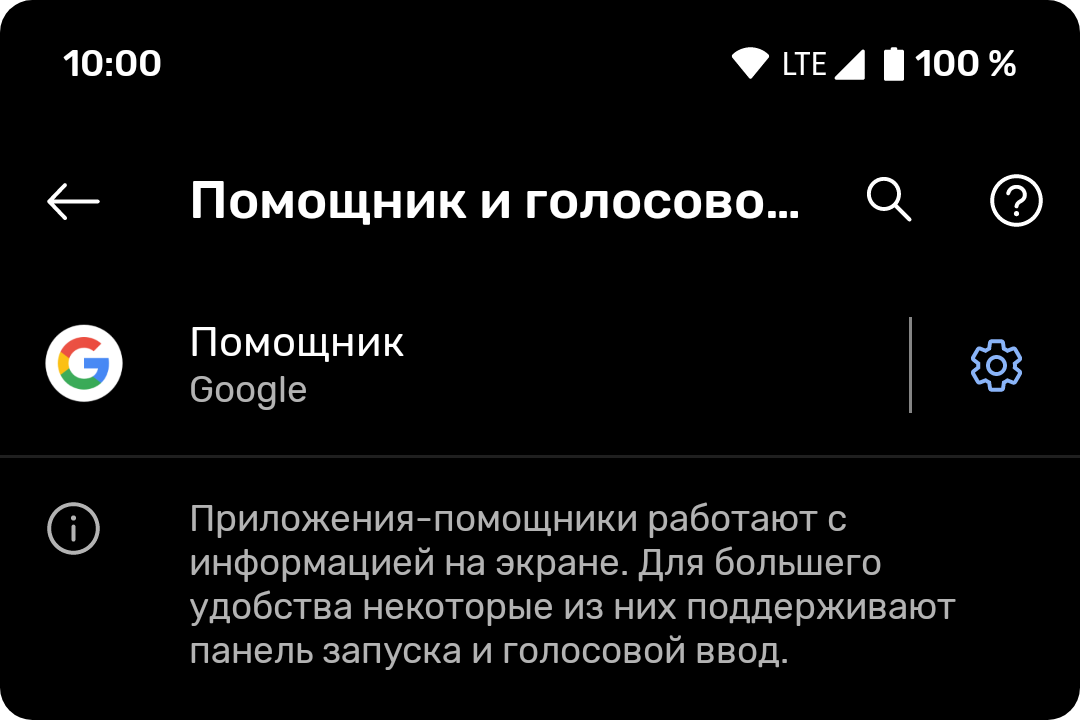 10:00 LTE 100 %
Помощник и голосово...
Помощник
Google
Приложения-помощники работают с
информацией на экране. Для большего
удобства некоторые из них поддерживают
панель запуска и голосовой ввод.